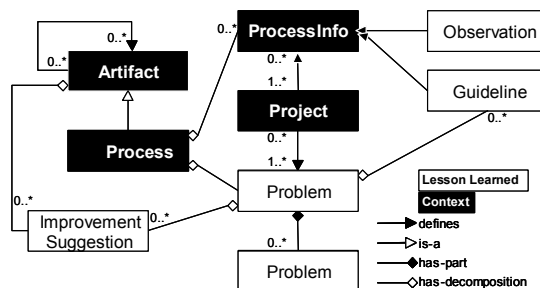 0..*
0..*
Artifact
0..*
ProcessInfo
Observation
0..*
1..*
Guideline
Project
0..*
0..*
1..*
Process
Problem
Lesson Learned
Context
0..*
Improvement
Suggestion
0..*
defines
is-a
0..*
has-part
Problem
has-decomposition